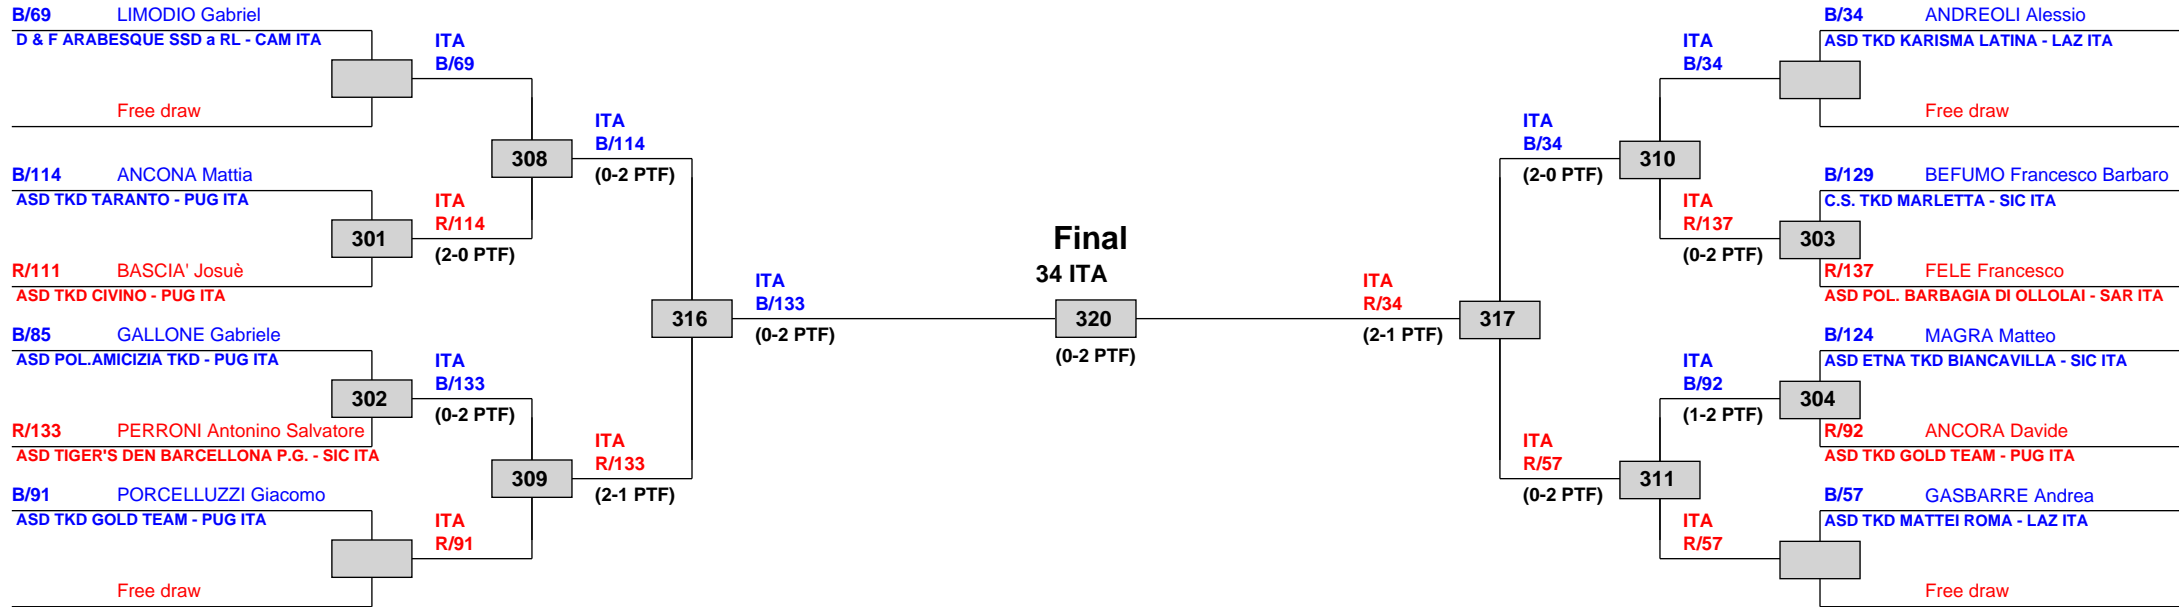 B/69 LIMODIO Gabriel
D & F ARABESQUE SSD a RL - CAM ITA
Free draw
B/114 ANCONA Mattia
ASD TKD TARANTO - PUG ITA
301
R/111 BASCIA' Josuè
ASD TKD CIVINO - PUG ITA
B/85 GALLONE Gabriele
ASD POL.AMICIZIA TKD - PUG ITA
302
R/133 PERRONI Antonino Salvatore
ASD TIGER'S DEN BARCELLONA P.G. - SIC ITA
B/91 PORCELLUZZI Giacomo
ASD TKD GOLD TEAM - PUG ITA
Free draw
ITA
B/69
308
ITA
R/114
(2-0 PTF)
ITA
B/133
(0-2 PTF)
309
ITA
R/91
ITA
B/114
(0-2 PTF)
316
ITA
R/133
(2-1 PTF)
ITA
B/133
(0-2 PTF)
Final
34 ITA
320
(0-2 PTF)
ITA
R/34
(2-1 PTF)
317
ITA
B/34
(2-0 PTF)
ITA
R/57
(0-2 PTF)
ITA
B/34
310
ITA
R/137
(0-2 PTF)
ITA
B/92
(1-2 PTF)
311
ITA
R/57
B/34 ANDREOLI Alessio
ASD TKD KARISMA LATINA - LAZ ITA
Free draw
B/129 BEFUMO Francesco Barbaro
C.S. TKD MARLETTA - SIC ITA
303
R/137 FELE Francesco
ASD POL. BARBAGIA DI OLLOLAI - SAR ITA
B/124 MAGRA Matteo
ASD ETNA TKD BIANCAVILLA - SIC ITA
304
R/92 ANCORA Davide
ASD TKD GOLD TEAM - PUG ITA
B/57 GASBARRE Andrea
ASD TKD MATTEI ROMA - LAZ ITA
Free draw